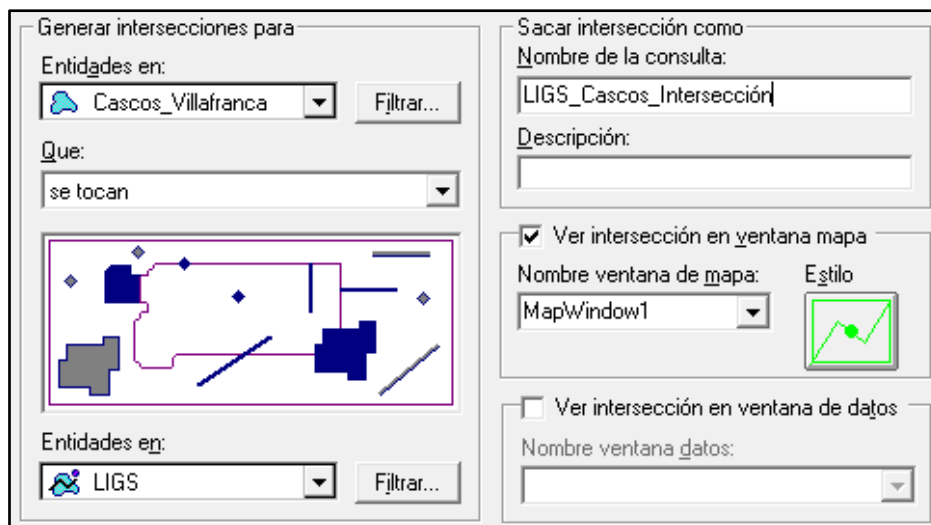 Generar intersecciones para
Entidades en:
Cascos_Villafranca
Filtrar...
Que:
se tocan
Entidades en:
LIGS
Filtrar...
Sacar intersección como
Nombre de la consulta:
LIGS_Cascos_Intersección
Descripción:
Ver intersección en ventana mapa
Nombre ventana de mapa:
Estilo
MapWindow1
Ver intersección en ventana de datos
Nombre ventana datos: